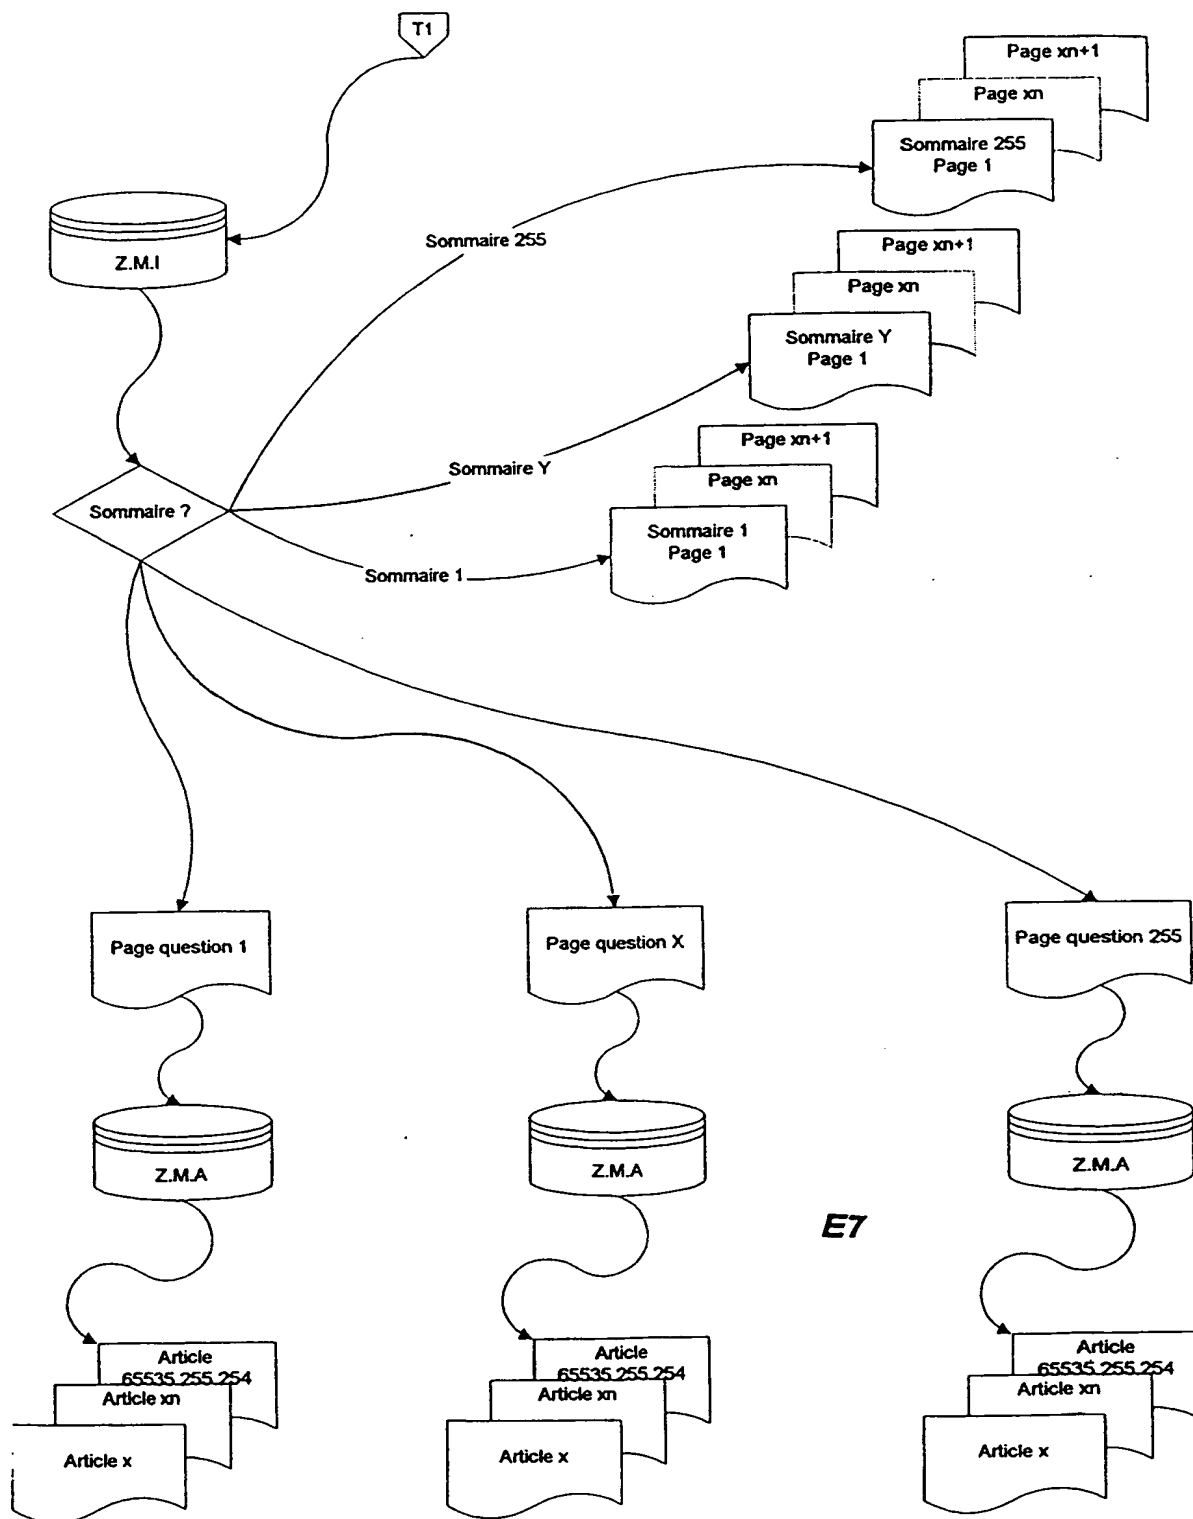 T1
Page xn+1
Page xn
Sommaire 255
Page 1
Sommaire 255
Z.M.I
Page xn+1
Page xn
Sommaire Y
Page 1
Page xn+1
Sommaire Y
Page xn
Sommaire ?
Sommaire 1
Page 1
Sommaire 1
Page question 1
Page question X
Page question 255
Z.M.A
Z.M.A
Z.M.A
E7
Article
65535.255.254
Article xn
Article x
Article
65535.255.254
Article xn
Article x
Article
65535.255.254
Article xn
Article x